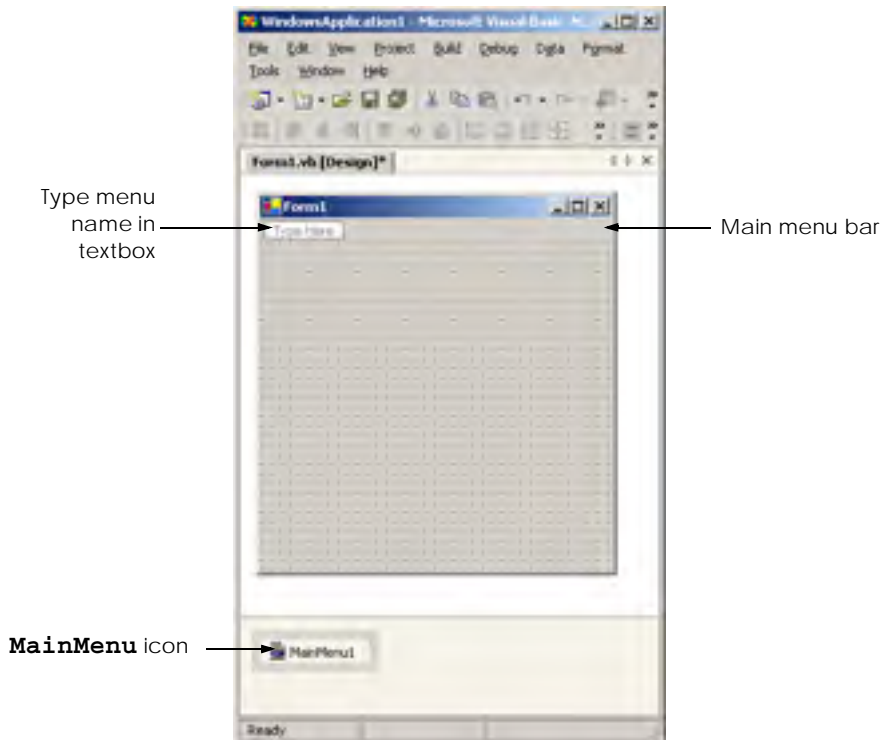 WindowsApplication1 - Microsoft Visual Basic
File Edit View Project Build Debug Data Format
Tools Window Help
Form1.vb [Design]*
Form1
Type Here
Type menu
name in
textbox
Main menu bar
MainMenu icon
MainMenu1
Ready